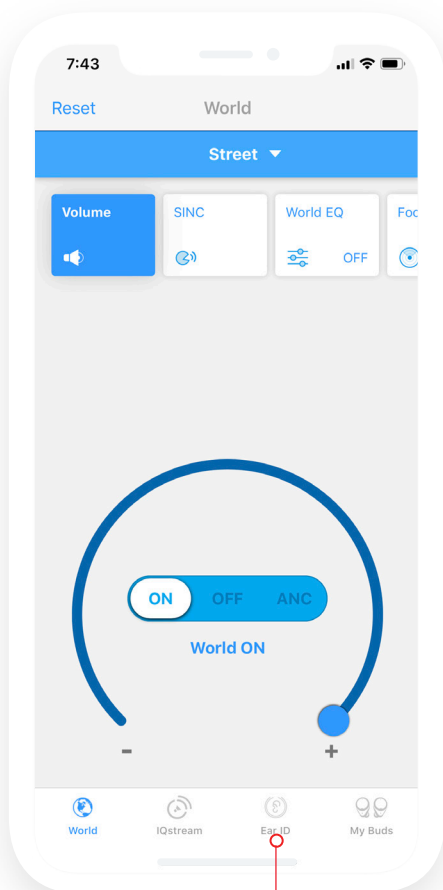 7:43
Reset World
Street
Volume SINC World EQ Foc
OFF
ON OFF ANC
World ON
- +
World IQstream Ear ID My Buds